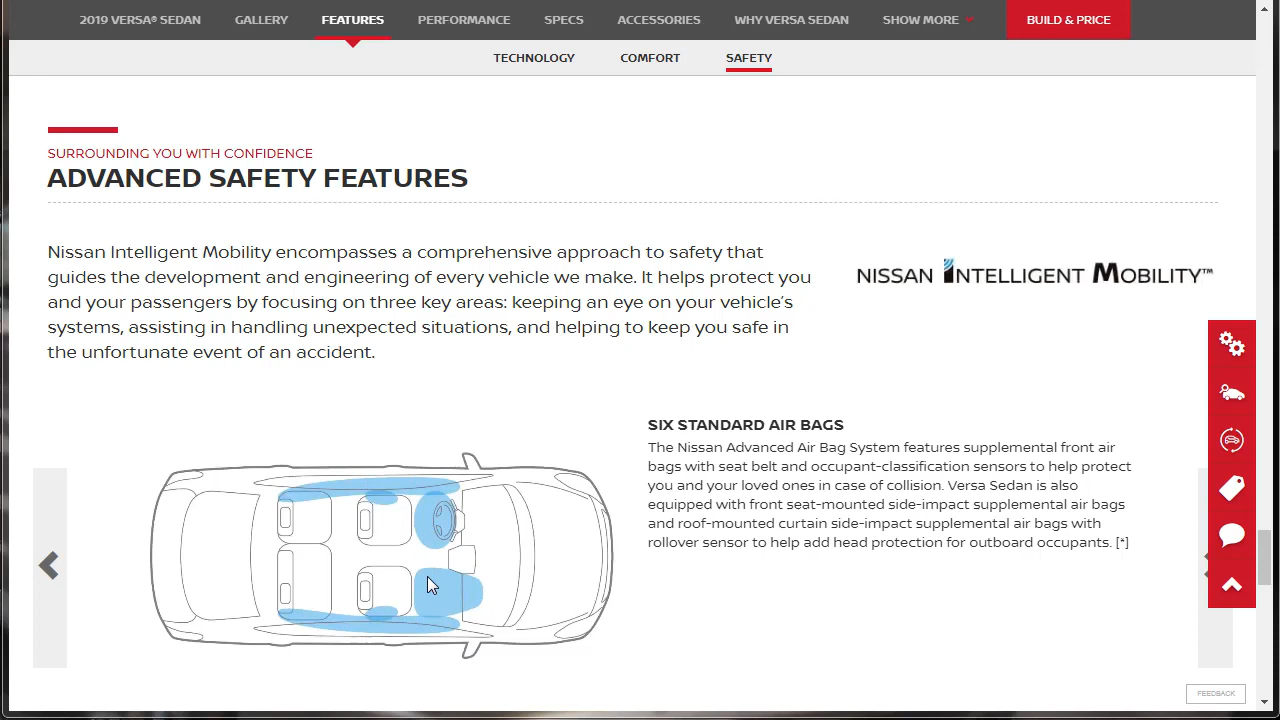 2019 VERSA® SEDAN GALLERY FEATURES PERFORMANCE SPECS ACCESSORIES WHY VERSA SEDAN SHOW MORE BUILD & PRICE
TECHNOLOGY COMFORT SAFETY
SURROUNDING YOU WITH CONFIDENCE
ADVANCED SAFETY FEATURES
Nissan Intelligent Mobility encompasses a comprehensive approach to safety that
guides the development and engineering of every vehicle we make. It helps protect you
and your passengers by focusing on three key areas: keeping an eye on your vehicle's
systems, assisting in handling unexpected situations, and helping to keep you safe in
the unfortunate event of an accident.
NISSAN INTELLIGENT MOBILITY™
SIX STANDARD AIR BAGS
The Nissan Advanced Air Bag System features supplemental front air
bags with seat belt and occupant-classification sensors to help protect
you and your loved ones in case of collision. Versa Sedan is also
equipped with front seat-mounted side-impact supplemental air bags
and roof-mounted curtain side-impact supplemental air bags with
rollover sensor to help add head protection for outboard occupants. [*]
FEEDBACK